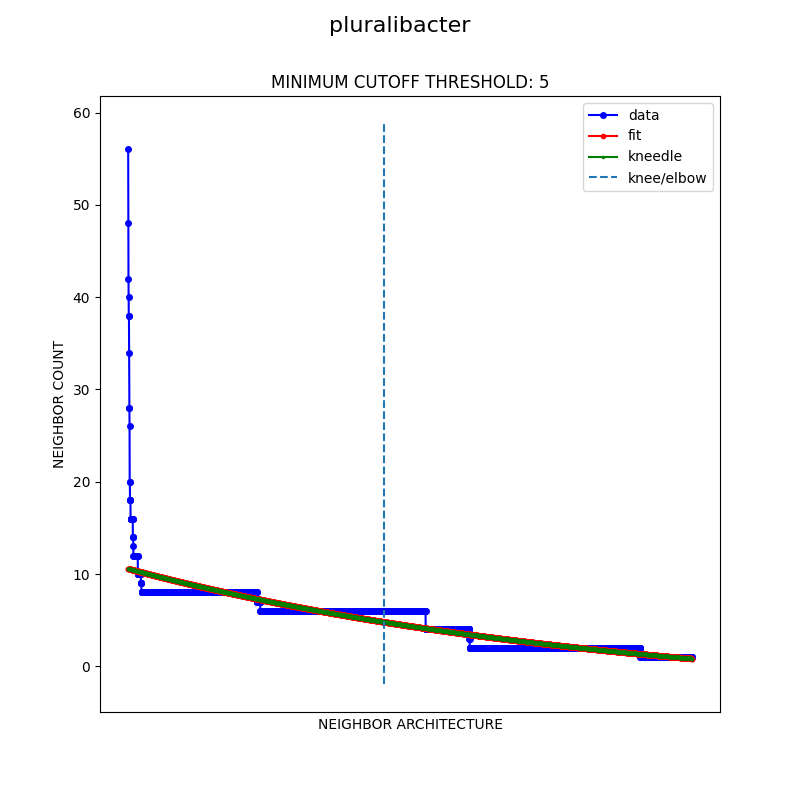 pluralibacter
MINIMUM CUTOFF THRESHOLD: 5
60
50
40
30
20
10
0
NEIGHBOR COUNT
NEIGHBOR ARCHITECTURE
data
fit
kneedle
knee/elbow